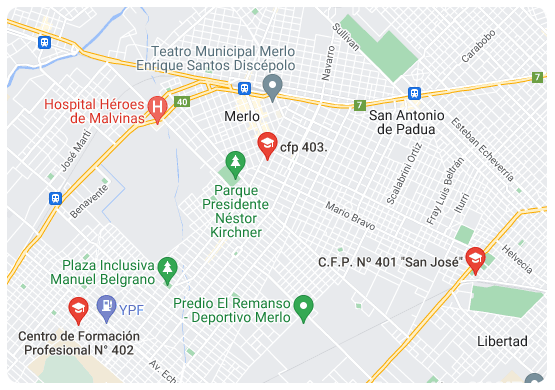 Sullivan
Carabobo
Navarro
Teatro Municipal Merlo
Enrique Santos Discépolo
7
Hospital Héroes
de Malvinas
H
40
7
Merlo
San Antonio
de Padua
José Martí
cfp 403.
Esteban Echeverria
Scalabrini Ortiz
Fray Luis Beltrán
Parque
Presidente
Néstor
Kirchner
Benavente
Iturri
Mario Bravo
Helvecia
C.F.P. Nº 401 "San José"
Plaza Inclusiva
Manuel Belgrano
YPF
Predio El Remanso
- Deportivo Merlo
Centro de Formación
Profesional N° 402
Libertad
Av. Ech